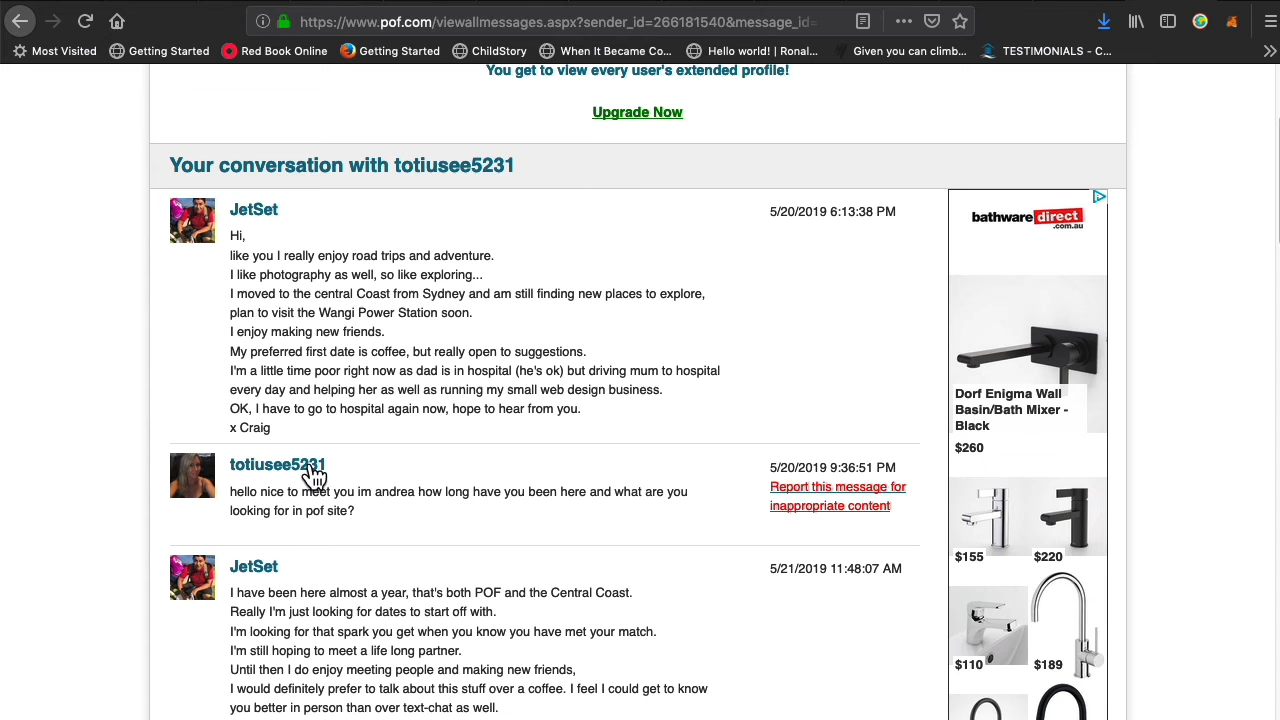 https://www.pof.com/viewallmessages.aspx?sender_id=266181540&message_id=
Most Visited
Getting Started
Red Book Online
Getting Started
ChildStory
When It Became Co...
Hello world! | Ronal...
Given you can climb...
TESTIMONIALS - C...
You get to view every user's extended profile!
Upgrade Now
Your conversation with totiusee5231
JetSet
5/20/2019 6:13:38 PM
Hi,
like you I really enjoy road trips and adventure.
I like photography as well, so like exploring...
I moved to the central Coast from Sydney and am still finding new places to explore,
plan to visit the Wangi Power Station soon.
I enjoy making new friends.
My preferred first date is coffee, but really open to suggestions.
I'm a little time poor right now as dad is in hospital (he's ok) but driving mum to hospital
every day and helping her as well as running my small web design business.
OK, I have to go to hospital again now, hope to hear from you.
x Craig
totiusee5231
5/20/2019 9:36:51 PM
Report this message for
inappropriate content
hello nice to meet you im andrea how long have you been here and what are you
looking for in pof site?
JetSet
5/21/2019 11:48:07 AM
I have been here almost a year, that's both POF and the Central Coast.
Really I'm just looking for dates to start off with.
I'm looking for that spark you get when you know you have met your match.
I'm still hoping to meet a life long partner.
Until then I do enjoy meeting people and making new friends,
I would definitely prefer to talk about this stuff over a coffee. I feel I could get to know
you better in person than over text-chat as well.
bathware direct
.com.au
Dorf Enigma Wall
Basin/Bath Mixer -
Black
$260
$155
$220
$110
$189